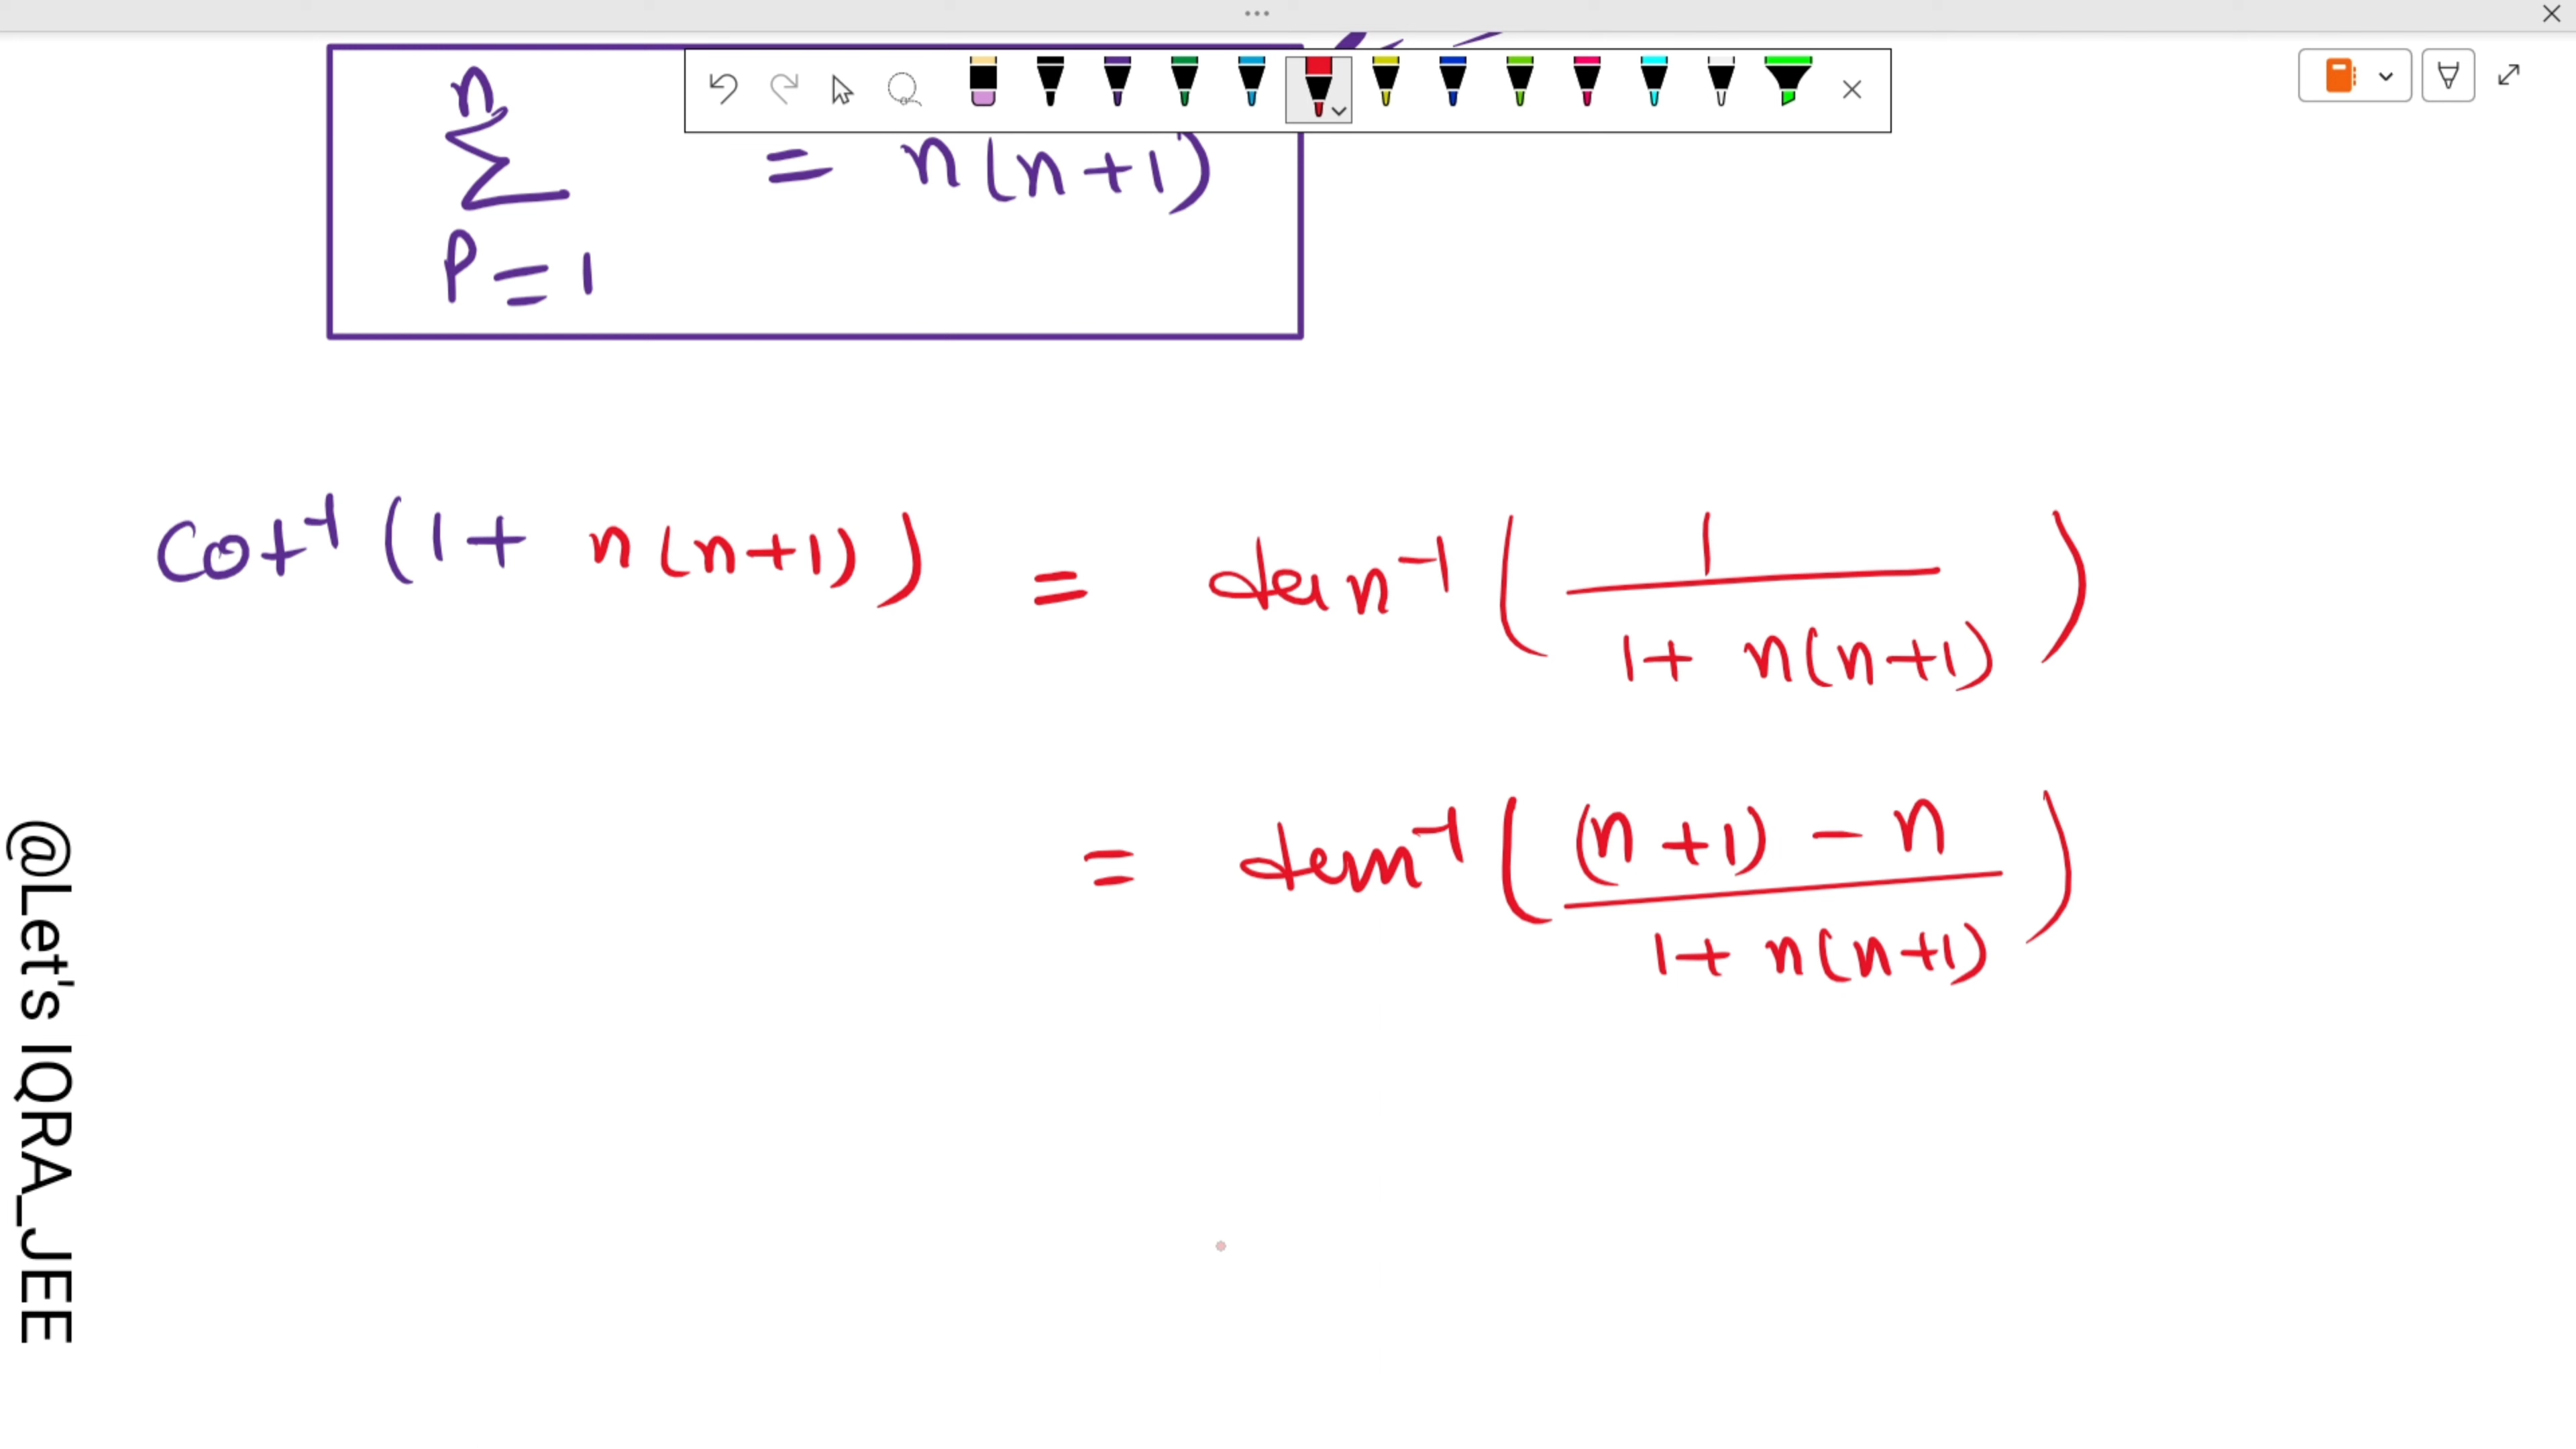 n
∑ = n(n+1)
P=1
Cot⁻¹ (1 + n(n+1)) = tan⁻¹ ( 1 / 1 + n(n+1) )
= tan⁻¹ ( (n+1) − n / 1 + n(n+1) )
@Let's IQRA_JEE